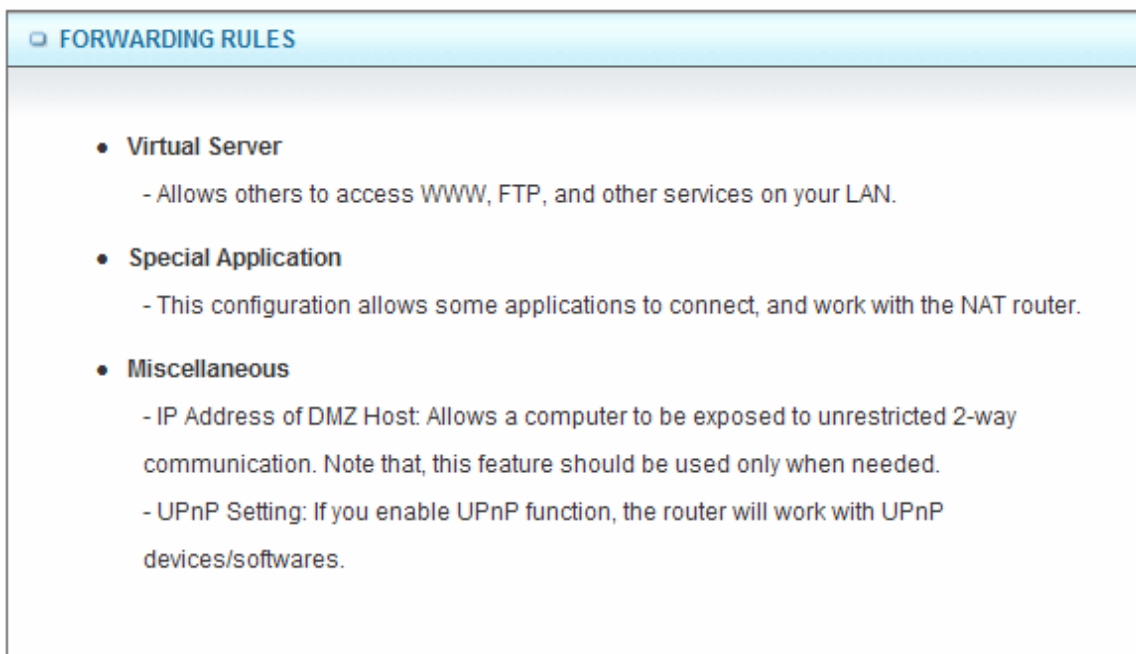 FORWARDING RULES
• Virtual Server
- Allows others to access WWW, FTP, and other services on your LAN.
• Special Application
- This configuration allows some applications to connect, and work with the NAT router.
• Miscellaneous
- IP Address of DMZ Host: Allows a computer to be exposed to unrestricted 2-way
communication. Note that, this feature should be used only when needed.
- UPnP Setting: If you enable UPnP function, the router will work with UPnP
devices/softwares.